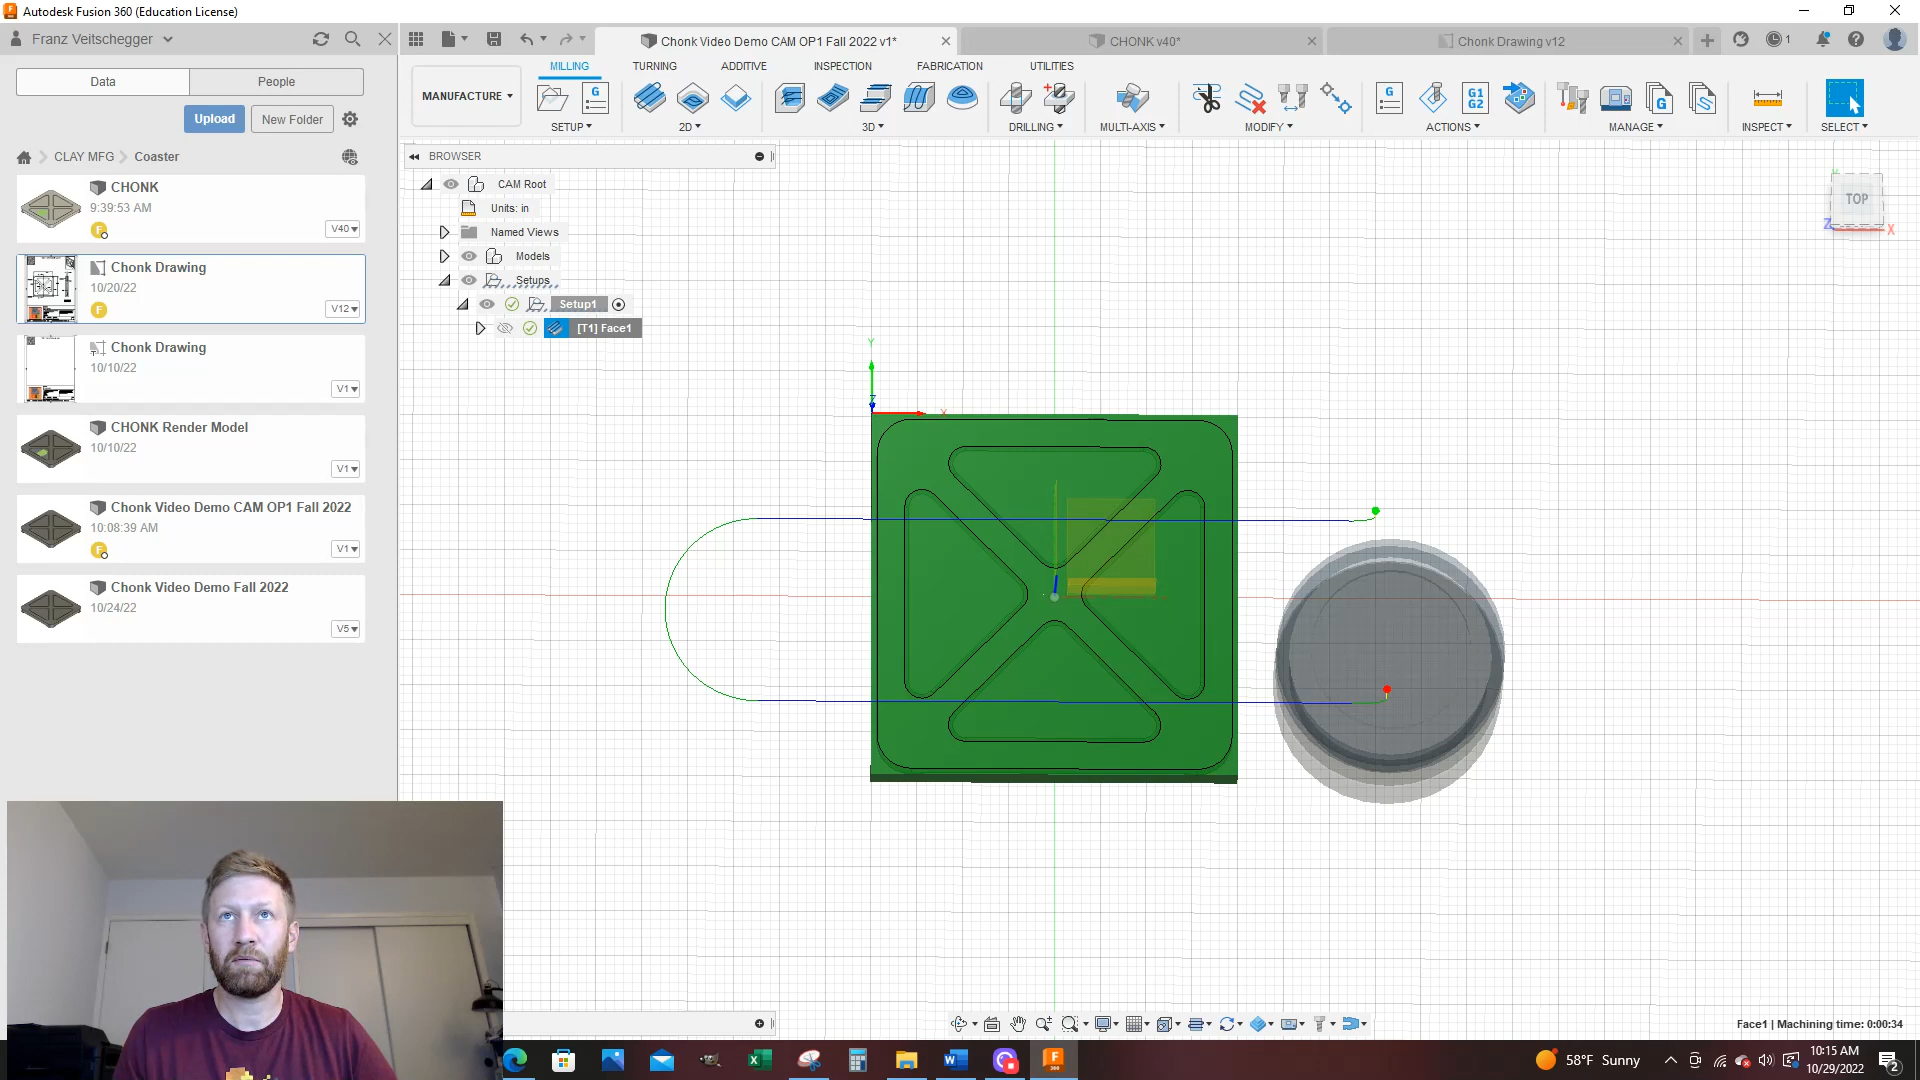 Autodesk Fusion 360 (Education License)
Franz Veitschegger
Chonk Video Demo CAM OP1 Fall 2022 v1*
CHONK v40*
Chonk Drawing v12
1
Data
People
Upload
New Folder
CLAY MFG
Coaster
CHONK
9:39:53 AM
V40
Chonk Drawing
10/20/22
V12
Chonk Drawing
10/10/22
V1
CHONK Render Model
10/10/22
V1
Chonk Video Demo CAM OP1 Fall 2022
10:08:39 AM
V1
Chonk Video Demo Fall 2022
10/24/22
V5
MILLING
TURNING
ADDITIVE
INSPECTION
FABRICATION
UTILITIES
MANUFACTURE
SETUP
2D
3D
DRILLING
MULTI-AXIS
MODIFY
ACTIONS
MANAGE
INSPECT
SELECT
G
G
G1
G2
G
BROWSER
CAM Root
Units: in
Named Views
Models
Setups
Setup1
[T1] Face1
TOP
Z
X
Y
Z
X
Face1 | Machining time: 0:00:34
58°F Sunny
10:15 AM
10/29/2022
2